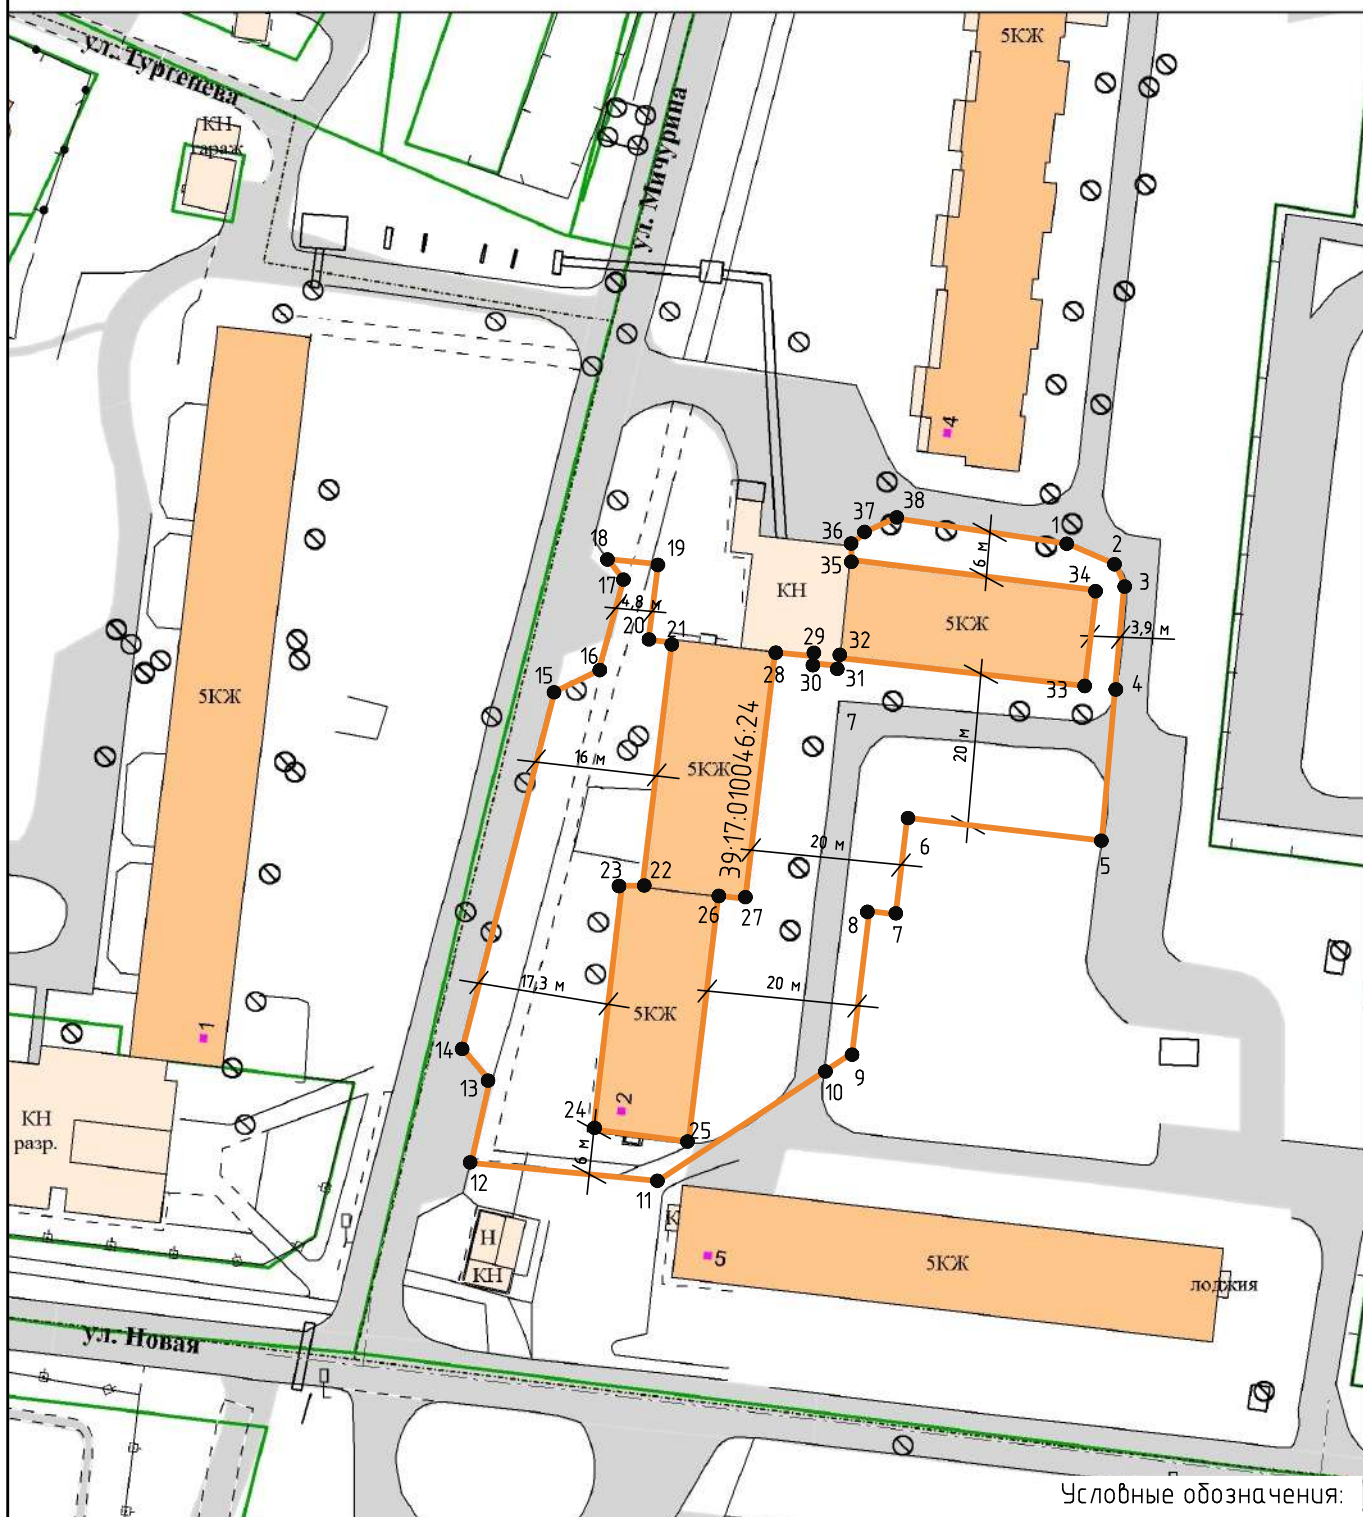 5КЖ
ул. Тургенева
КН
гараж
ул. Мичурина
4
38
37
36
35
1
2
3
34
6 м
18
19
17
4,8 м
КН
5КЖ
3,9 м
20
21
29
32
28
30
31
33
4
16
15
5КЖ
7
20 м
16 м
5КЖ
39:17:010046:24
6
20 м
5
23
22
26
27
8
7
17,3 м
20 м
5КЖ
1
14
9
13
10
2
24
25
КН
разр.
6 м
12
11
К
Н
КН
5
5КЖ
лоджия
ул. Новая
Условные обозначения: